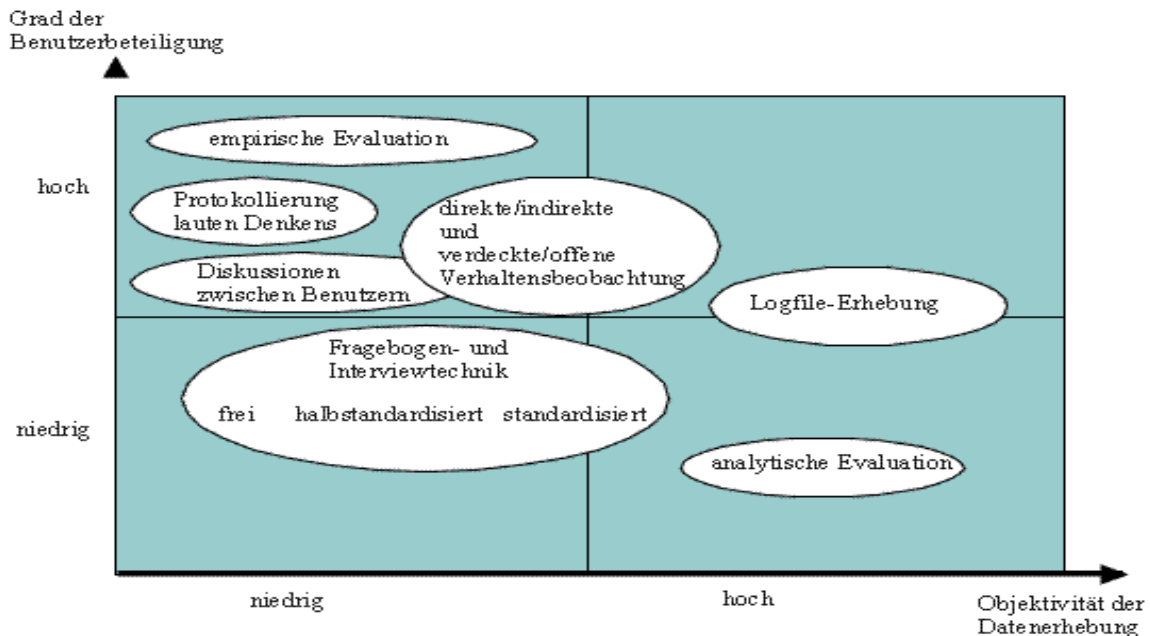 Grad der
Benutzerbeteiligung
empirische Evaluation
hoch
Protokollierung
lauten Denkens
direkte/indirekte
und
verdeckte/offene
Verhaltensbeobachtung
Diskussionen
zwischen Benutzern
Logfile-Erhebung
Fragebogen- und
Interviewtechnik
frei halbstandardisiert standardisiert
niedrig
analytische Evaluation
niedrig
hoch
Objektivität der
Datenerhebung